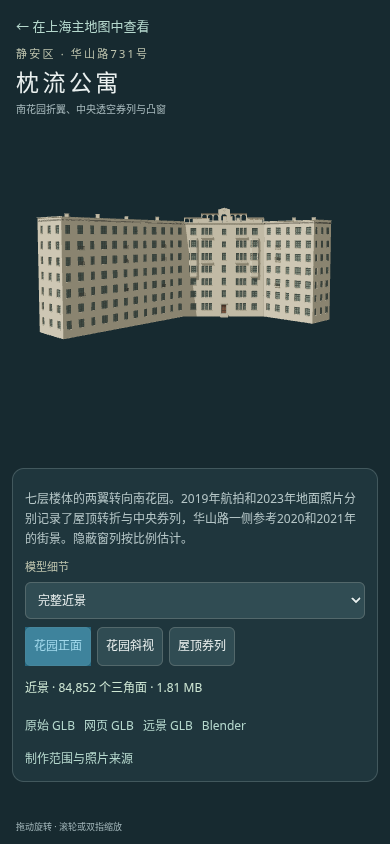 ← 在上海主地图中查看
静安区 · 华山路731号
枕流公寓
南花园折翼、中央透空券列与凸窗
七层楼体的两翼转向南花园。2019年航拍和2023年地面照片分
别记录了屋顶转折与中央券列，华山路一侧参考2020和2021年
的街景。隐蔽窗列按比例估计。
模型细节
完整近景
花园正面 花园斜视 屋顶券列
近景 · 84,852 个三角面 · 1.81 MB
原始 GLB 网页 GLB 远景 GLB Blender
制作范围与照片来源
拖动旋转 · 滚轮或双指缩放